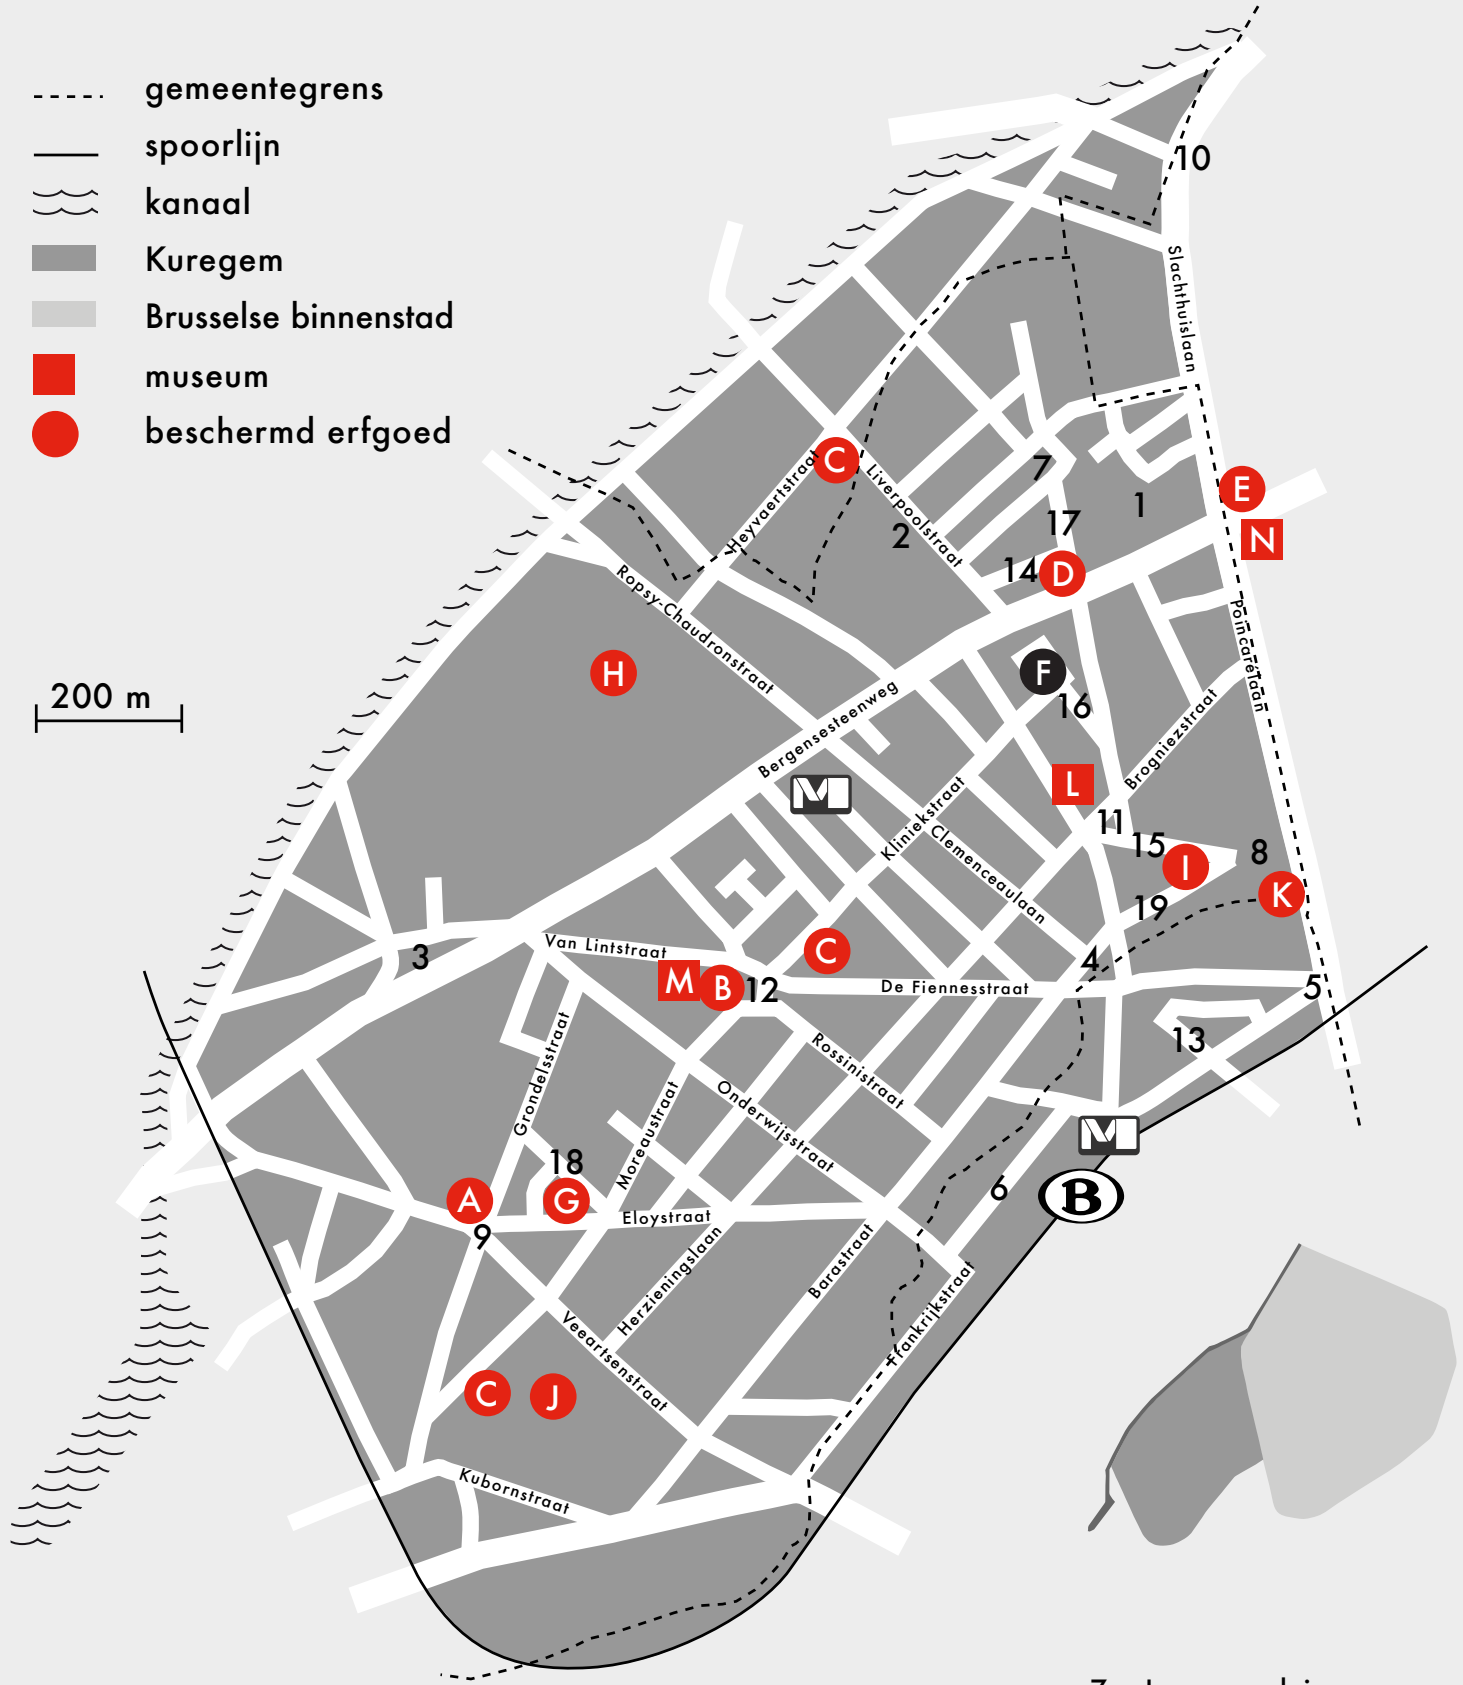 gemeentegrens
spoorlijn
kanaal
Kuregem
Brusselse binnenstad
museum
beschermd erfgoed
200 m
10
Slachthuislaan
7
1
E
C
Liverpoolstraat
Heyvaertstraat
2
17
N
14
D
Ropsy-Chaudronstraat
Poincarélaan
H
F
16
Bergensesteenweg
Brogniezstraat
M
L
Kliniekstraat
11
15
8
I
Clemenceaulaan
K
19
3
Van Lintstraat
C
4
M
B
12
De Fiennesstraat
5
Grondelsstraat
Rossinistraat
13
Onderwijsstraat
Moreaustraat
M
18
A
G
6
B
Eloystraat
9
Herzieningslaan
Barastraat
Veeartsenstraat
Ffankrijkstraat
C
J
Kubornstraat